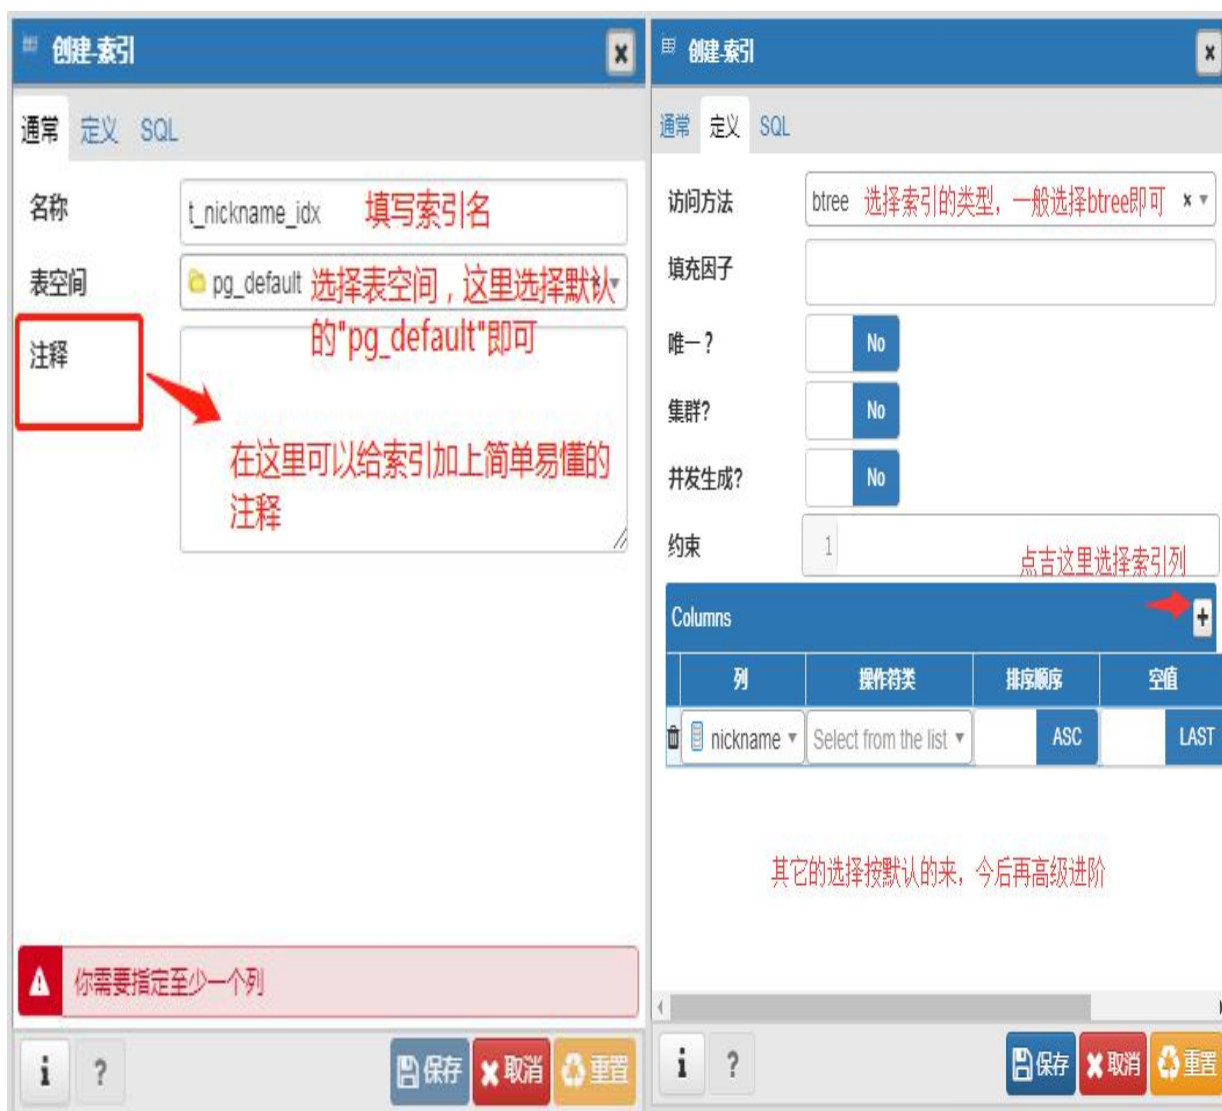 创建-索引
通常 定义 SQL
名称 t_nickname_idx 填写索引名
表空间 pg_default 选择表空间，这里选择默认
的"pg_default"即可
注释
在这里可以给索引加上简单易懂的
注释
你需要指定至少一个列
i ? 保存 取消 重置
创建-索引
通常 定义 SQL
访问方法 btree 选择索引的类型，一般选择btree即可
填充因子
唯一？ No
集群? No
并发生成? No
约束 1
点吉这里选择索引列
Columns +
列 操作符类 排序顺序 空值
nickname Select from the list ASC LAST
其它的选择按默认的来，今后再高级进阶
i ? 保存 取消 重置